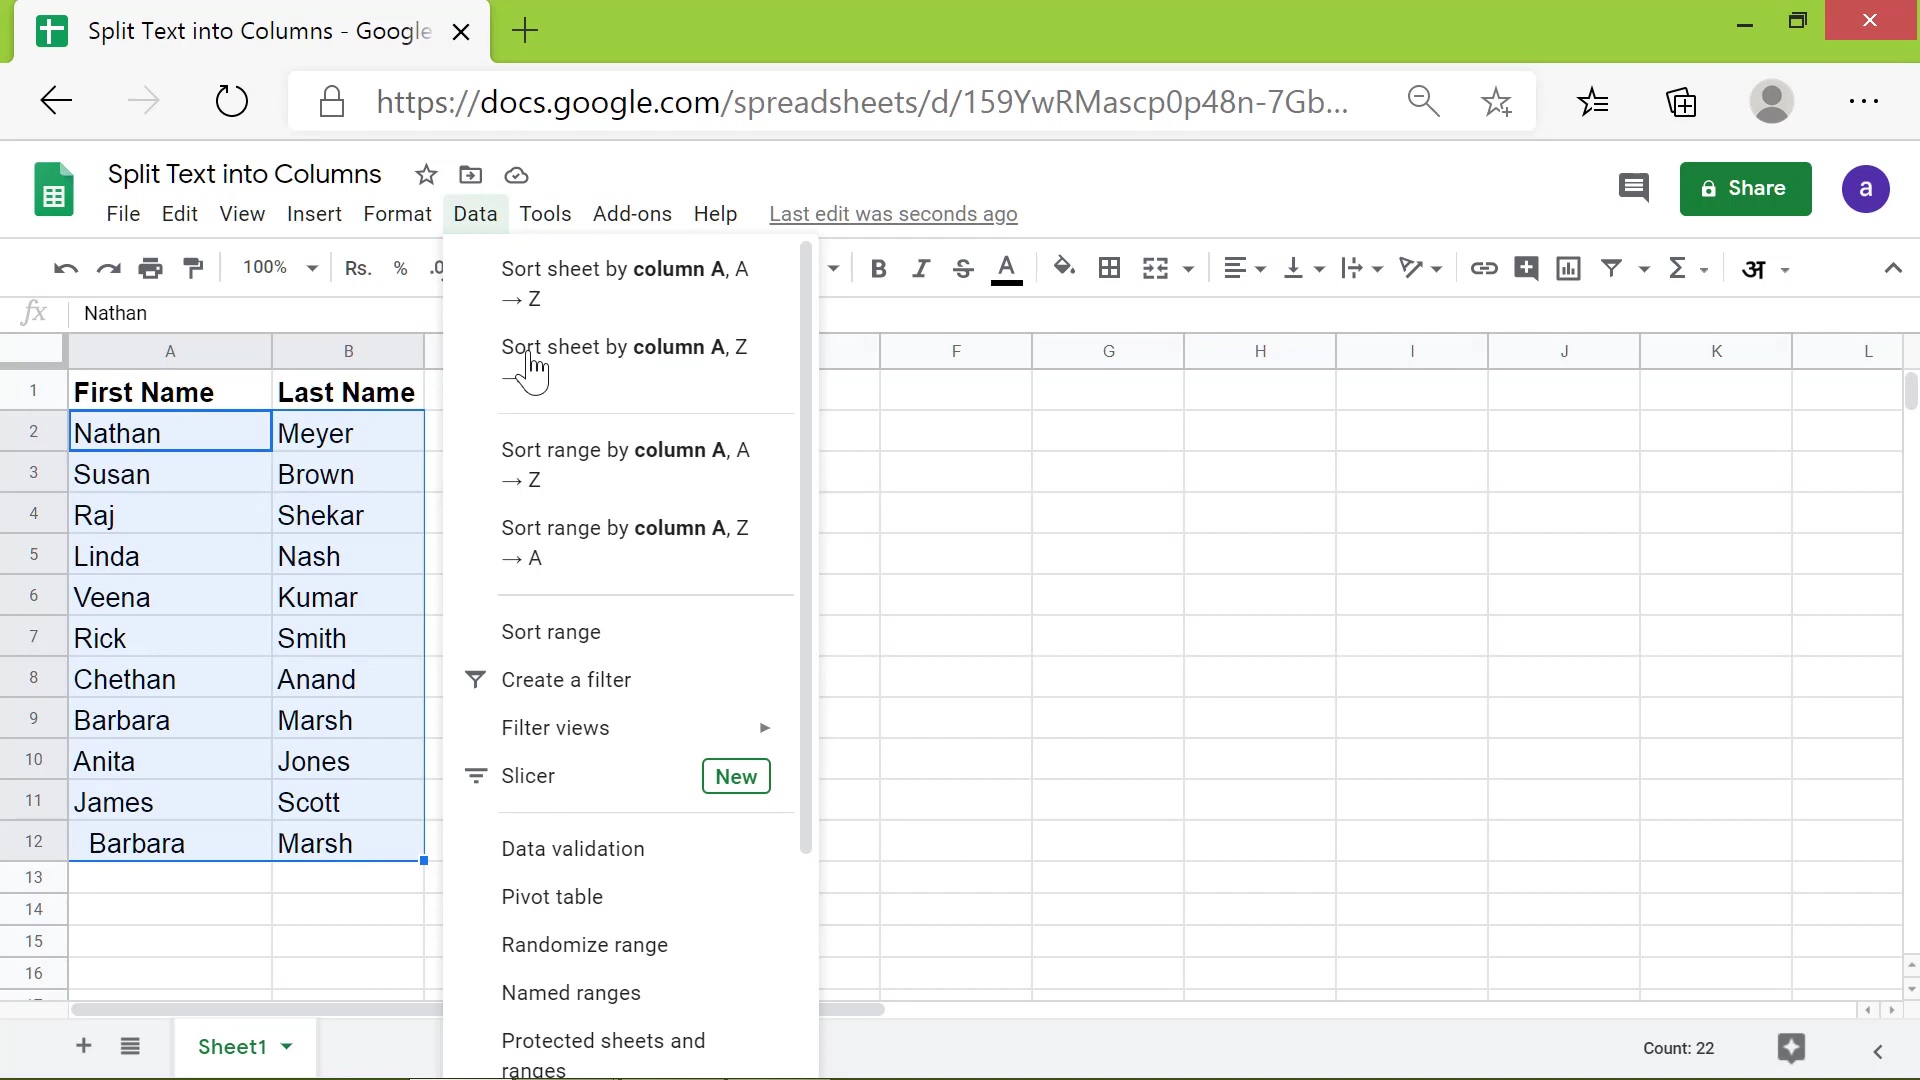 Split Text into Columns - Google
https://docs.google.com/spreadsheets/d/159YwRMascp0p48n-7Gb...
Split Text into Columns
Share
a
File Edit View Insert Format Data Tools Add-ons Help Last edit was seconds ago
100% Rs. % .0 B I S A Σ अ
fx Nathan
A B F G H I J K L
1 First Name Last Name
2 Nathan Meyer
3 Susan Brown
4 Raj Shekar
5 Linda Nash
6 Veena Kumar
7 Rick Smith
8 Chethan Anand
9 Barbara Marsh
10 Anita Jones
11 James Scott
12 Barbara Marsh
13
14
15
16
Sort sheet by column A, A
→ Z
Sort sheet by column A, Z
Sort range by column A, A
→ Z
Sort range by column A, Z
→ A
Sort range
Create a filter
Filter views
Slicer New
Data validation
Pivot table
Randomize range
Named ranges
Protected sheets and
ranges
Sheet1
Count: 22